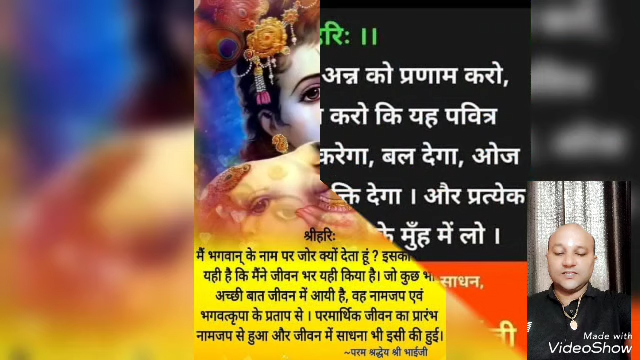 हरिः ।।
अन्न को प्रणाम करो,
करो कि यह पवित्र
करेगा, बल देगा, ओज
क्ति देगा । और प्रत्येक
के मुँह में लो ।
साधन,
श्रीहरिः
मैं भगवान् के नाम पर जोर क्यों देता हूं ? इसका
यही है कि मैंने जीवन भर यही किया है। जो कुछ भी
अच्छी बात जीवन में आयी है, वह नामजप एवं
भगवत्कृपा के प्रताप से । परमार्थिक जीवन का प्रारंभ
नामजप से हुआ और जीवन में साधना भी इसी की हुई।
~परम श्रद्धेय श्री भाईजी
Made with
VideoShow